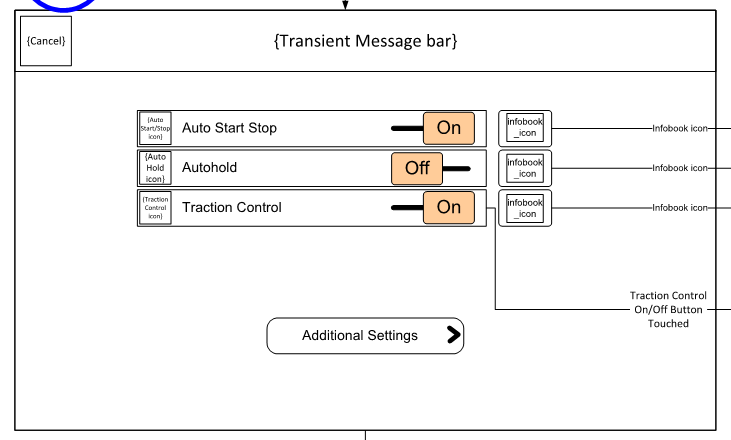 {Cancel}
{Transient Message bar}
{Auto
Start/Stop
icon}
Auto Start Stop
On
infobook
_icon
Infobook icon
{Auto
Hold
icon}
Autohold
Off
infobook
_icon
Infobook icon
{Traction
Control
icon}
Traction Control
On
infobook
_icon
Infobook icon
Traction Control
On/Off Button
Touched
Additional Settings